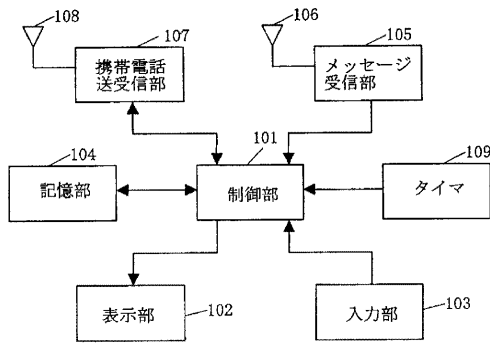 108
107
携帯電話
送受信部
106
105
メッセージ
受信部
104
記憶部
101
制御部
109
タイマ
表示部
102
入力部
103